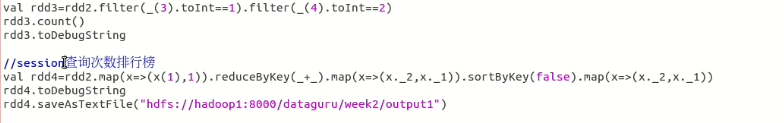 val rdd3=rdd2.filter(_(3).toInt==1).filter(_(4).toInt==2)
rdd3.count()
rdd3.toDebugString
//session查询次数排行榜
val rdd4=rdd2.map(x=>(x(1),1)).reduceByKey(_+_).map(x=>(x._2,x._1)).sortByKey(false).map(x=>(x._2,x._1))
rdd4.toDebugString
rdd4.saveAsTextFile("hdfs://hadoop1:8000/dataguru/week2/output1")